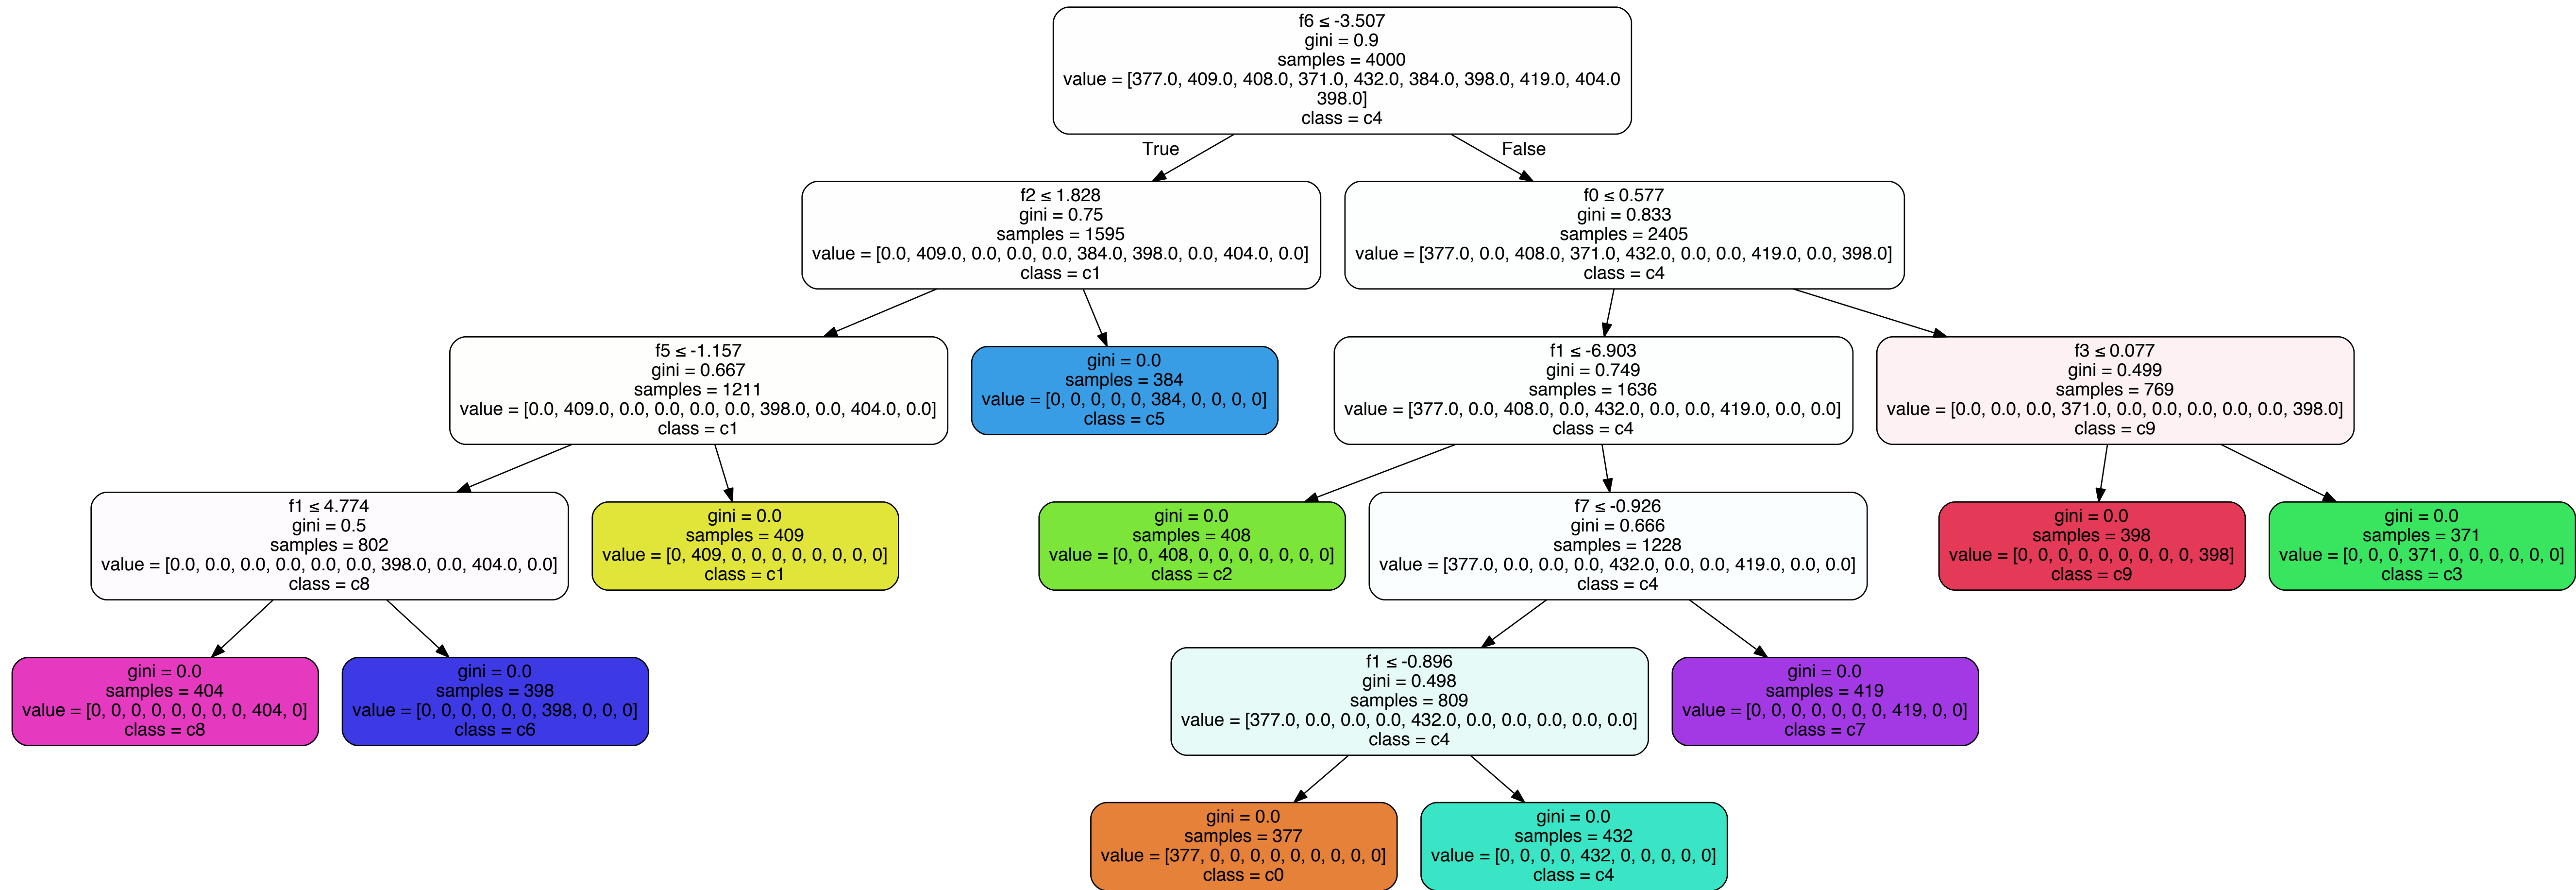 f6 ≤ -3.507
gini = 0.9
samples = 4000
value = [377.0, 409.0, 408.0, 371.0, 432.0, 384.0, 398.0, 419.0, 404.0
398.0]
class = c4
True
False
f2 ≤ 1.828
gini = 0.75
samples = 1595
value = [0.0, 409.0, 0.0, 0.0, 0.0, 384.0, 398.0, 0.0, 404.0, 0.0]
class = c1
f0 ≤ 0.577
gini = 0.833
samples = 2405
value = [377.0, 0.0, 408.0, 371.0, 432.0, 0.0, 0.0, 419.0, 0.0, 398.0]
class = c4
f5 ≤ -1.157
gini = 0.667
samples = 1211
value = [0.0, 409.0, 0.0, 0.0, 0.0, 0.0, 398.0, 0.0, 404.0, 0.0]
class = c1
gini = 0.0
samples = 384
value = [0, 0, 0, 0, 0, 384, 0, 0, 0, 0]
class = c5
f1 ≤ -6.903
gini = 0.749
samples = 1636
value = [377.0, 0.0, 408.0, 0.0, 432.0, 0.0, 0.0, 419.0, 0.0, 0.0]
class = c4
f3 ≤ 0.077
gini = 0.499
samples = 769
value = [0.0, 0.0, 0.0, 371.0, 0.0, 0.0, 0.0, 0.0, 0.0, 398.0]
class = c9
f1 ≤ 4.774
gini = 0.5
samples = 802
value = [0.0, 0.0, 0.0, 0.0, 0.0, 0.0, 398.0, 0.0, 404.0, 0.0]
class = c8
gini = 0.0
samples = 409
value = [0, 409, 0, 0, 0, 0, 0, 0, 0, 0]
class = c1
gini = 0.0
samples = 408
value = [0, 0, 408, 0, 0, 0, 0, 0, 0, 0]
class = c2
f7 ≤ -0.926
gini = 0.666
samples = 1228
value = [377.0, 0.0, 0.0, 0.0, 432.0, 0.0, 0.0, 419.0, 0.0, 0.0]
class = c4
gini = 0.0
samples = 398
value = [0, 0, 0, 0, 0, 0, 0, 0, 0, 398]
class = c9
gini = 0.0
samples = 371
value = [0, 0, 0, 371, 0, 0, 0, 0, 0, 0]
class = c3
gini = 0.0
samples = 404
value = [0, 0, 0, 0, 0, 0, 0, 0, 404, 0]
class = c8
gini = 0.0
samples = 398
value = [0, 0, 0, 0, 0, 0, 398, 0, 0, 0]
class = c6
f1 ≤ -0.896
gini = 0.498
samples = 809
value = [377.0, 0.0, 0.0, 0.0, 432.0, 0.0, 0.0, 0.0, 0.0, 0.0]
class = c4
gini = 0.0
samples = 419
value = [0, 0, 0, 0, 0, 0, 0, 419, 0, 0]
class = c7
gini = 0.0
samples = 377
value = [377, 0, 0, 0, 0, 0, 0, 0, 0, 0]
class = c0
gini = 0.0
samples = 432
value = [0, 0, 0, 0, 432, 0, 0, 0, 0, 0]
class = c4